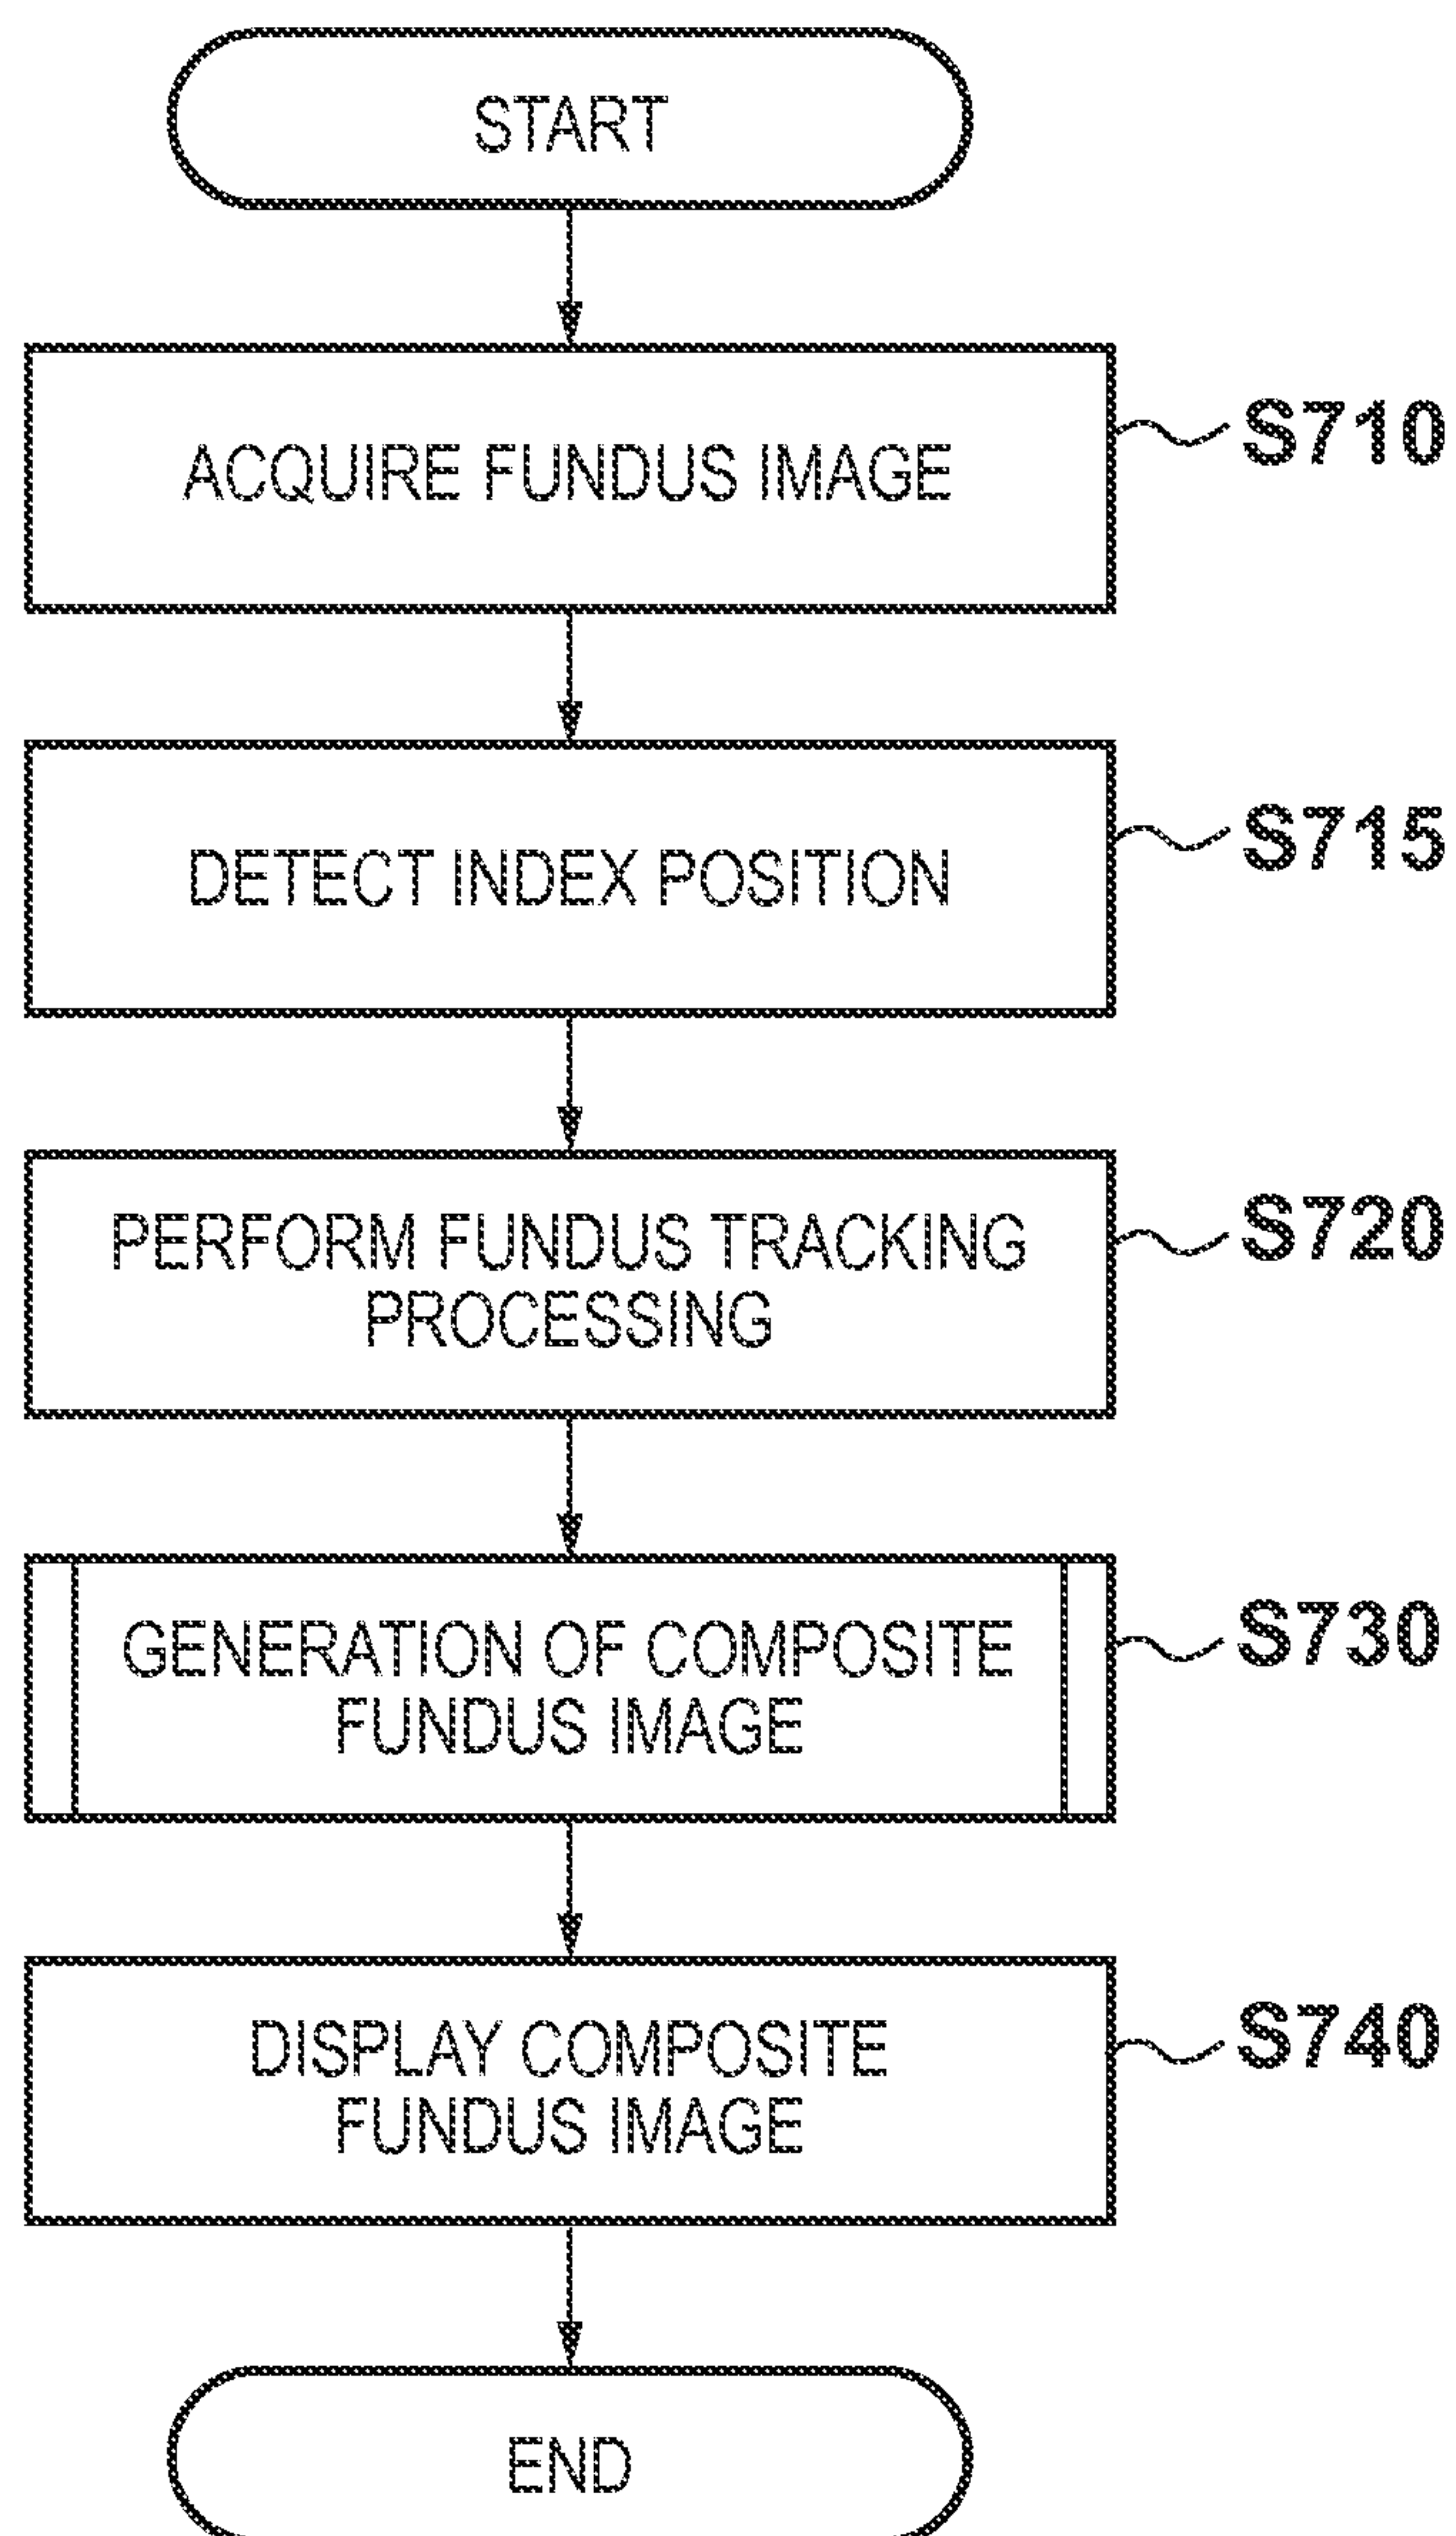 START
ACQUIRE FUNDUS IMAGE
S710
DETECT INDEX POSITION
S715
PERFORM FUNDUS TRACKING
PROCESSING
S720
GENERATION OF COMPOSITE
FUNDUS IMAGE
S730
DISPLAY COMPOSITE
FUNDUS IMAGE
S740
END